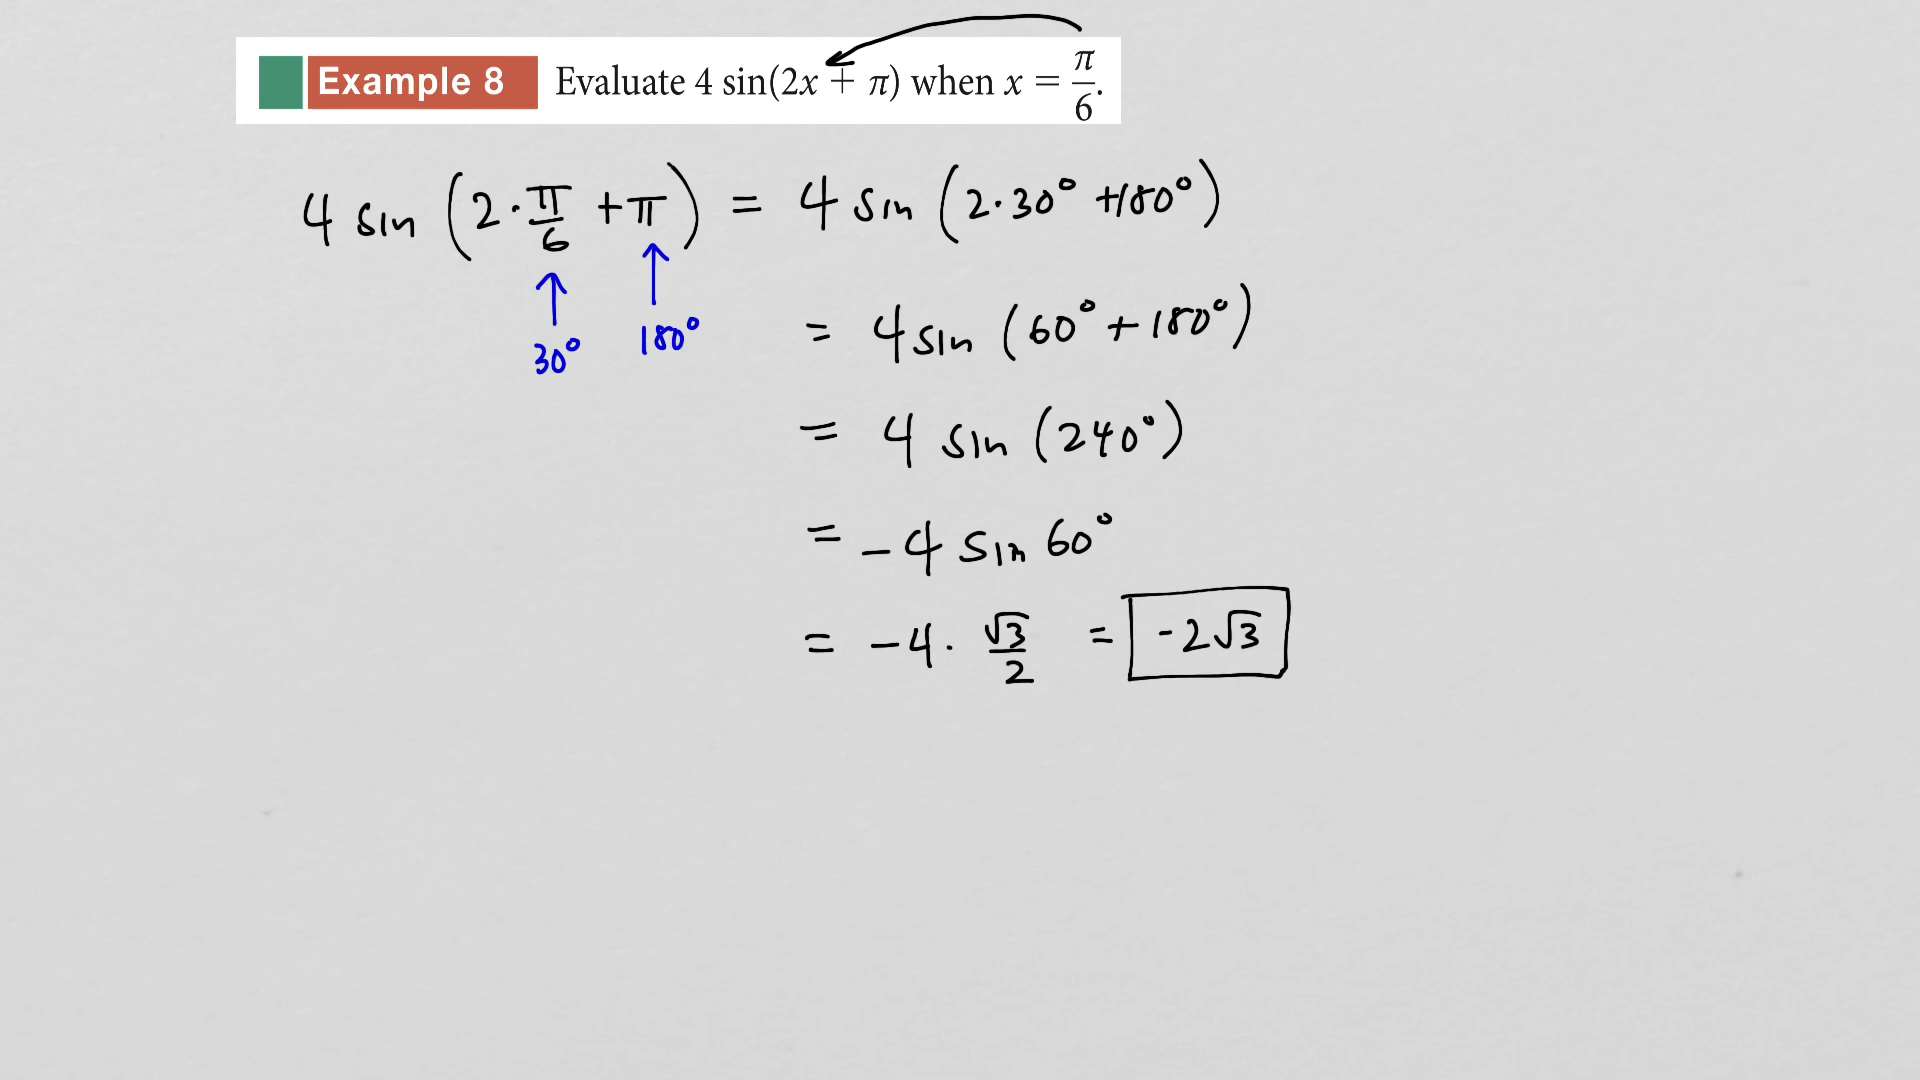 Example 8 Evaluate 4 sin(2x + π) when x = π/6.
4 sin (2 · π/6 + π) = 4 sin (2 · 30° + 180°)
30° 180°
= 4 sin (60° + 180°)
= 4 sin (240°)
= -4 sin 60°
= -4 · √3/2 = -2√3